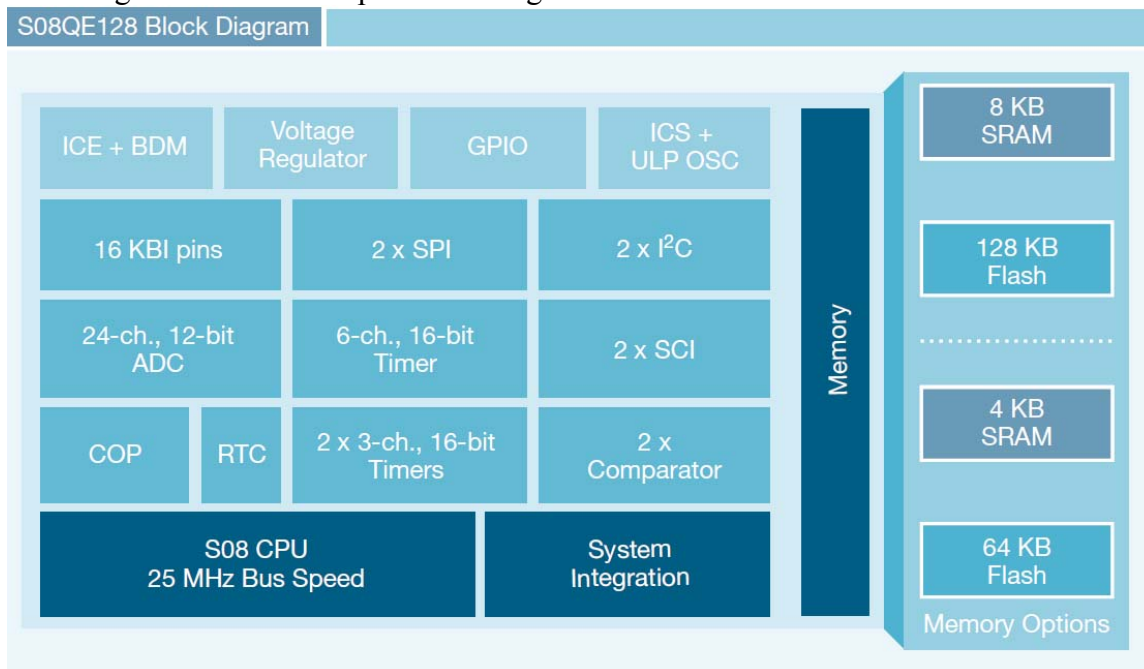 S08QE128 Block Diagram
ICE + BDM
Voltage
Regulator
GPIO
ICS +
ULP OSC
16 KBI pins
2 x SPI
2 x I²C
24-ch., 12-bit
ADC
6-ch., 16-bit
Timer
2 x SCI
COP
RTC
2 x 3-ch., 16-bit
Timers
2 x
Comparator
S08 CPU
25 MHz Bus Speed
System
Integration
Memory
8 KB
SRAM
128 KB
Flash
4 KB
SRAM
64 KB
Flash
Memory Options